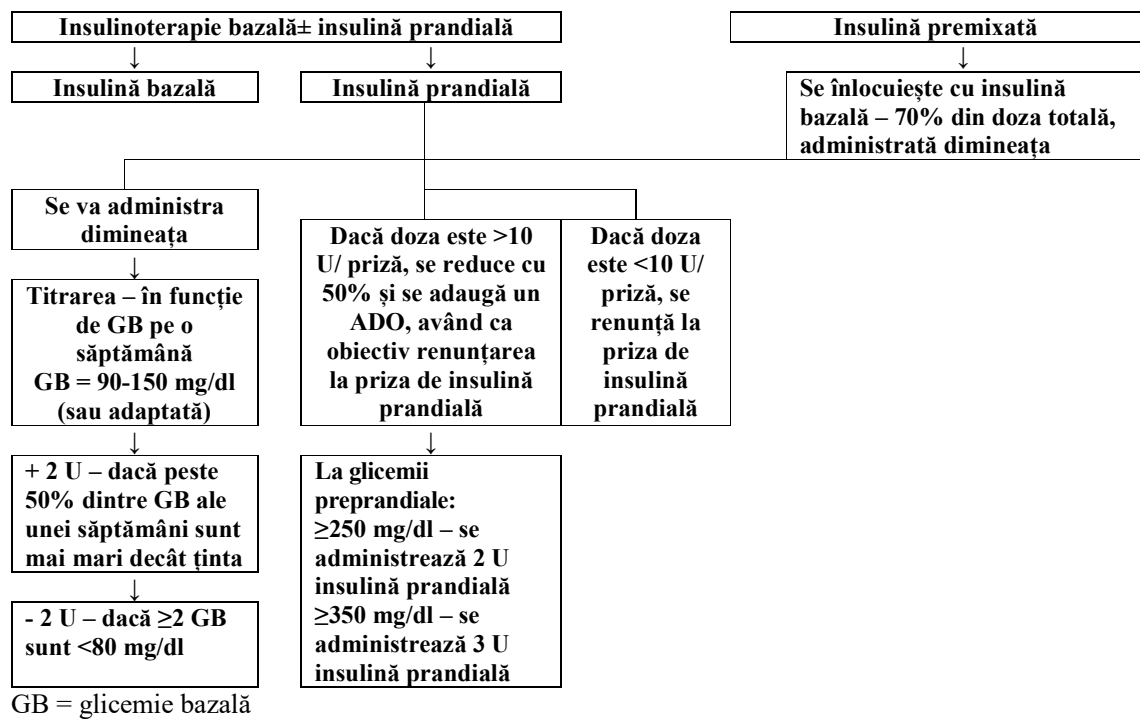 Insulinoterapie bazală± insulină prandială
Insulină premixată
↓
↓
↓
Insulină bazală
Insulină prandială
Se înlocuiește cu insulină
bazală – 70% din doza totală,
administrată dimineața
Se va administra
dimineața
↓
Titrarea – în funcție
de GB pe o
săptămână
GB = 90-150 mg/dl
(sau adaptată)
↓
+ 2 U – dacă peste
50% dintre GB ale
unei săptămâni sunt
mai mari decât ținta
↓
- 2 U – dacă ≥2 GB
sunt <80 mg/dl
Dacă doza este >10
U/ priză, se reduce cu
50% și se adaugă un
ADO, având ca
obiectiv renunțarea
la priza de insulină
prandială
↓
La glicemii
preprandiale:
≥250 mg/dl – se
administrează 2 U
insulină prandială
≥350 mg/dl – se
administrează 3 U
insulină prandială
Dacă doza
este <10 U/
priză, se
renunță la
priza de
insulină
prandială
GB = glicemie bazală